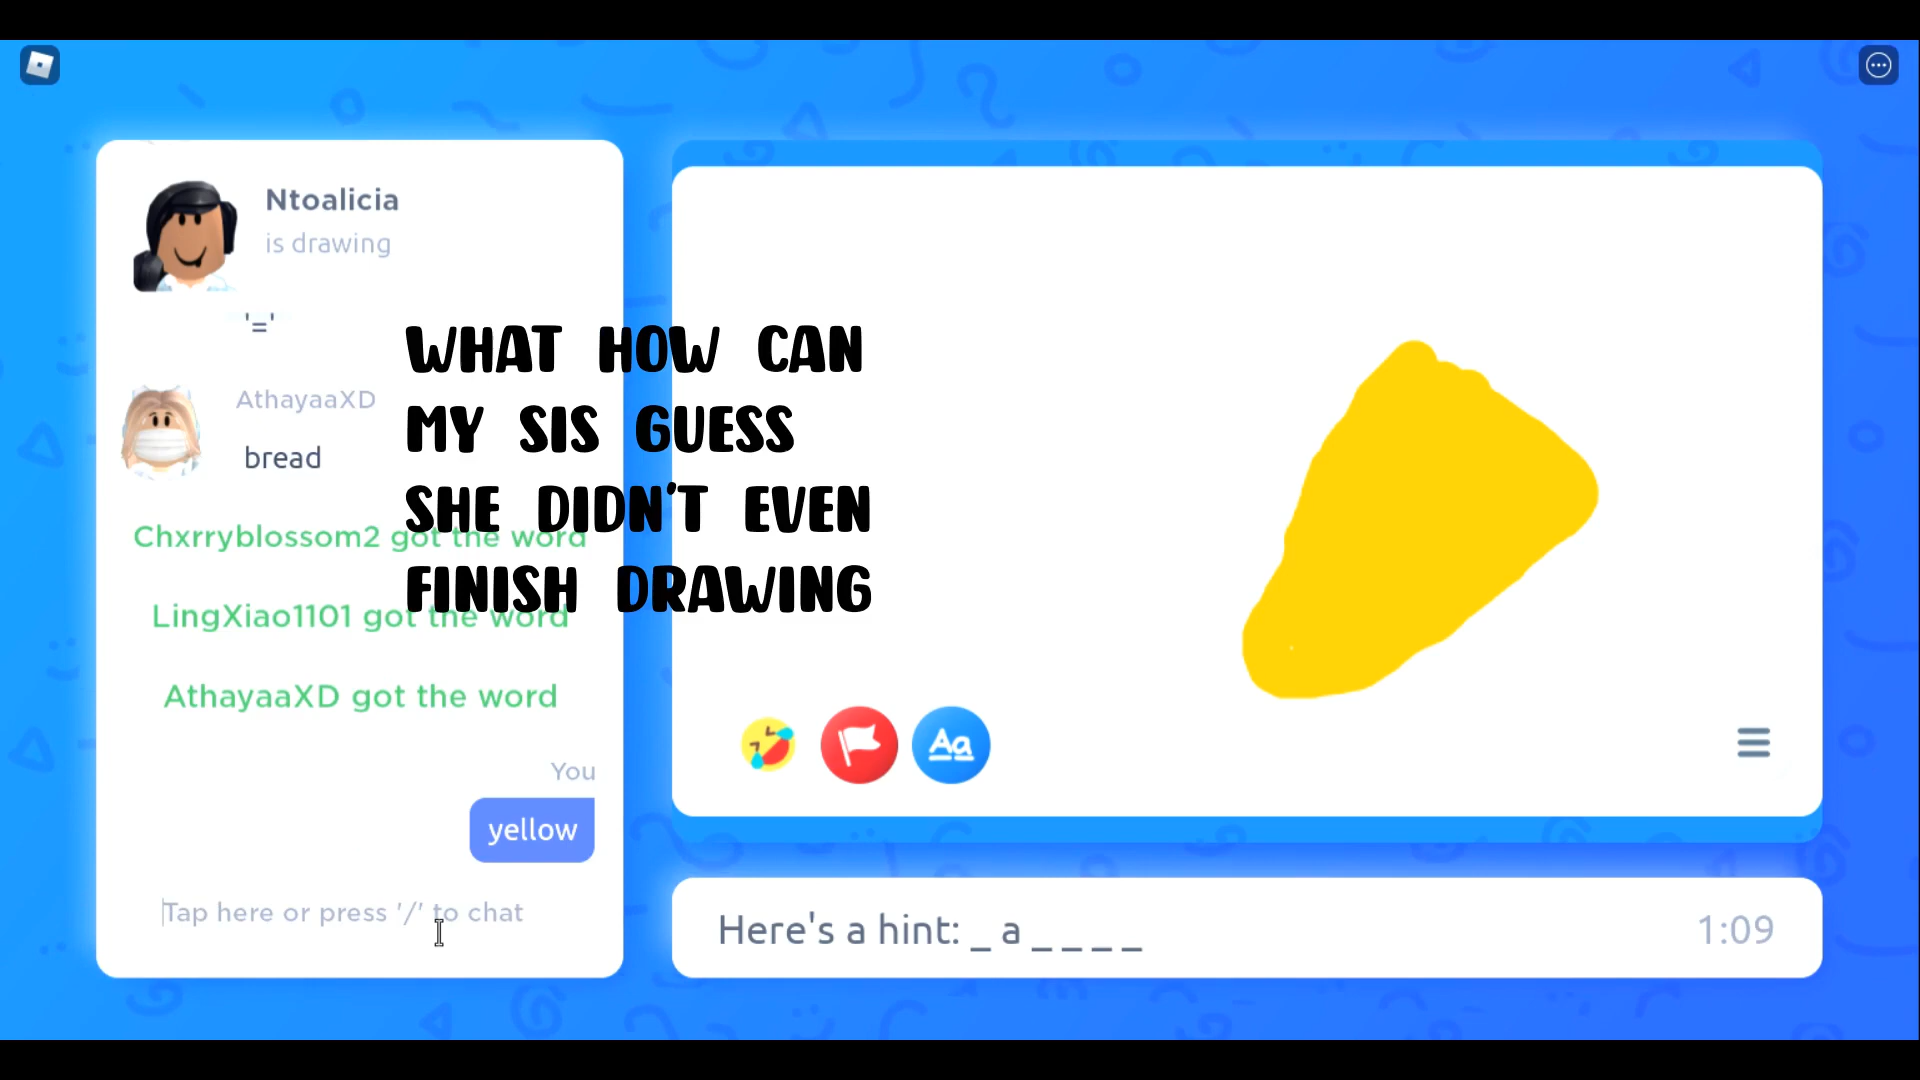 Ntoalicia
is drawing
'='
WHAT HOW CAN
MY SIS GUESS
SHE DIDN'T EVEN
FINISH DRAWING
AthayaaXD
bread
Chxrryblossom2 got the word
LingXiao1101 got the word
AthayaaXD got the word
You
yellow
Tap here or press '/' to chat
Aa
Here's a hint: _ a _ _ _ _
1:09